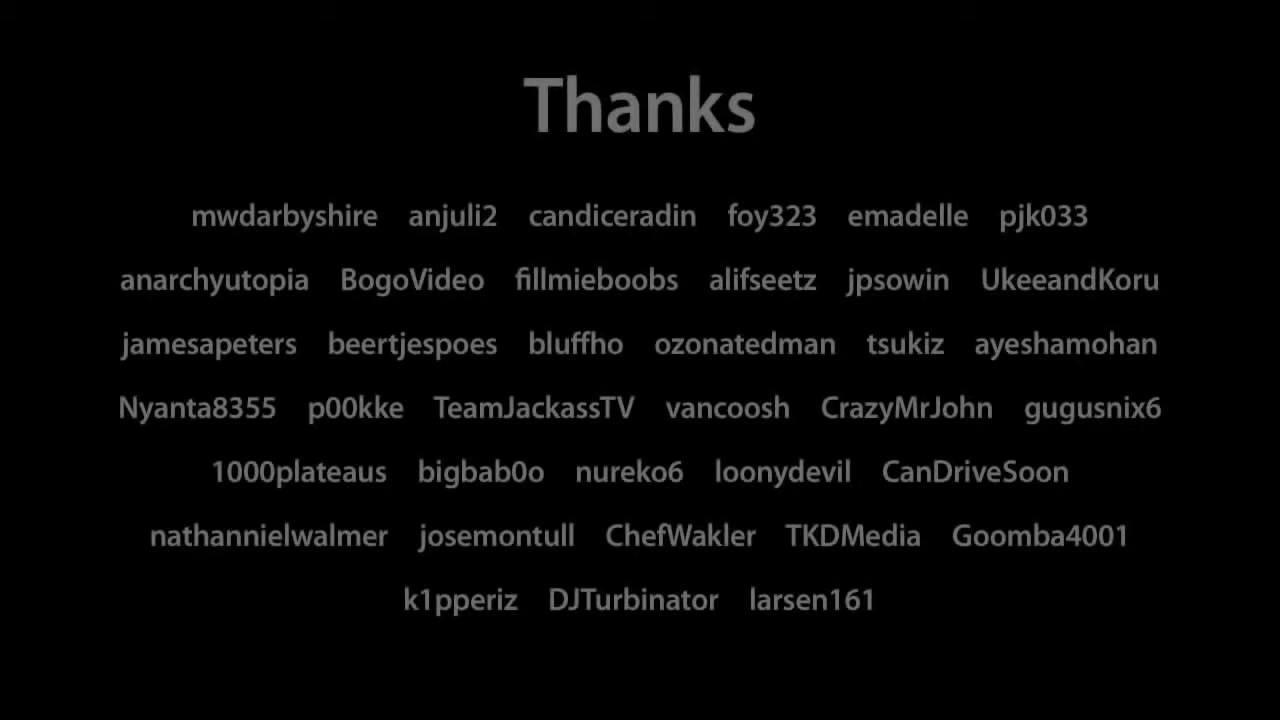 Thanks
mwdarbyshire anjuli2 candiceradin foy323 emadelle pjk033
anarchyutopia BogoVideo fillmieboobs alifseetz jpsowin UkeeandKoru
jamesapeters beertjespoes bluffho ozonatedman tsukiz ayeshamohan
Nyanta8355 p00kke TeamJackassTV vancoosh CrazyMrJohn gugusnix6
1000plateaus bigbab0o nureko6 loonydevil CanDriveSoon
nathannielwalmer josemontull ChefWakler TKDMedia Goomba4001
k1pperiz DJTurbinator larsen161